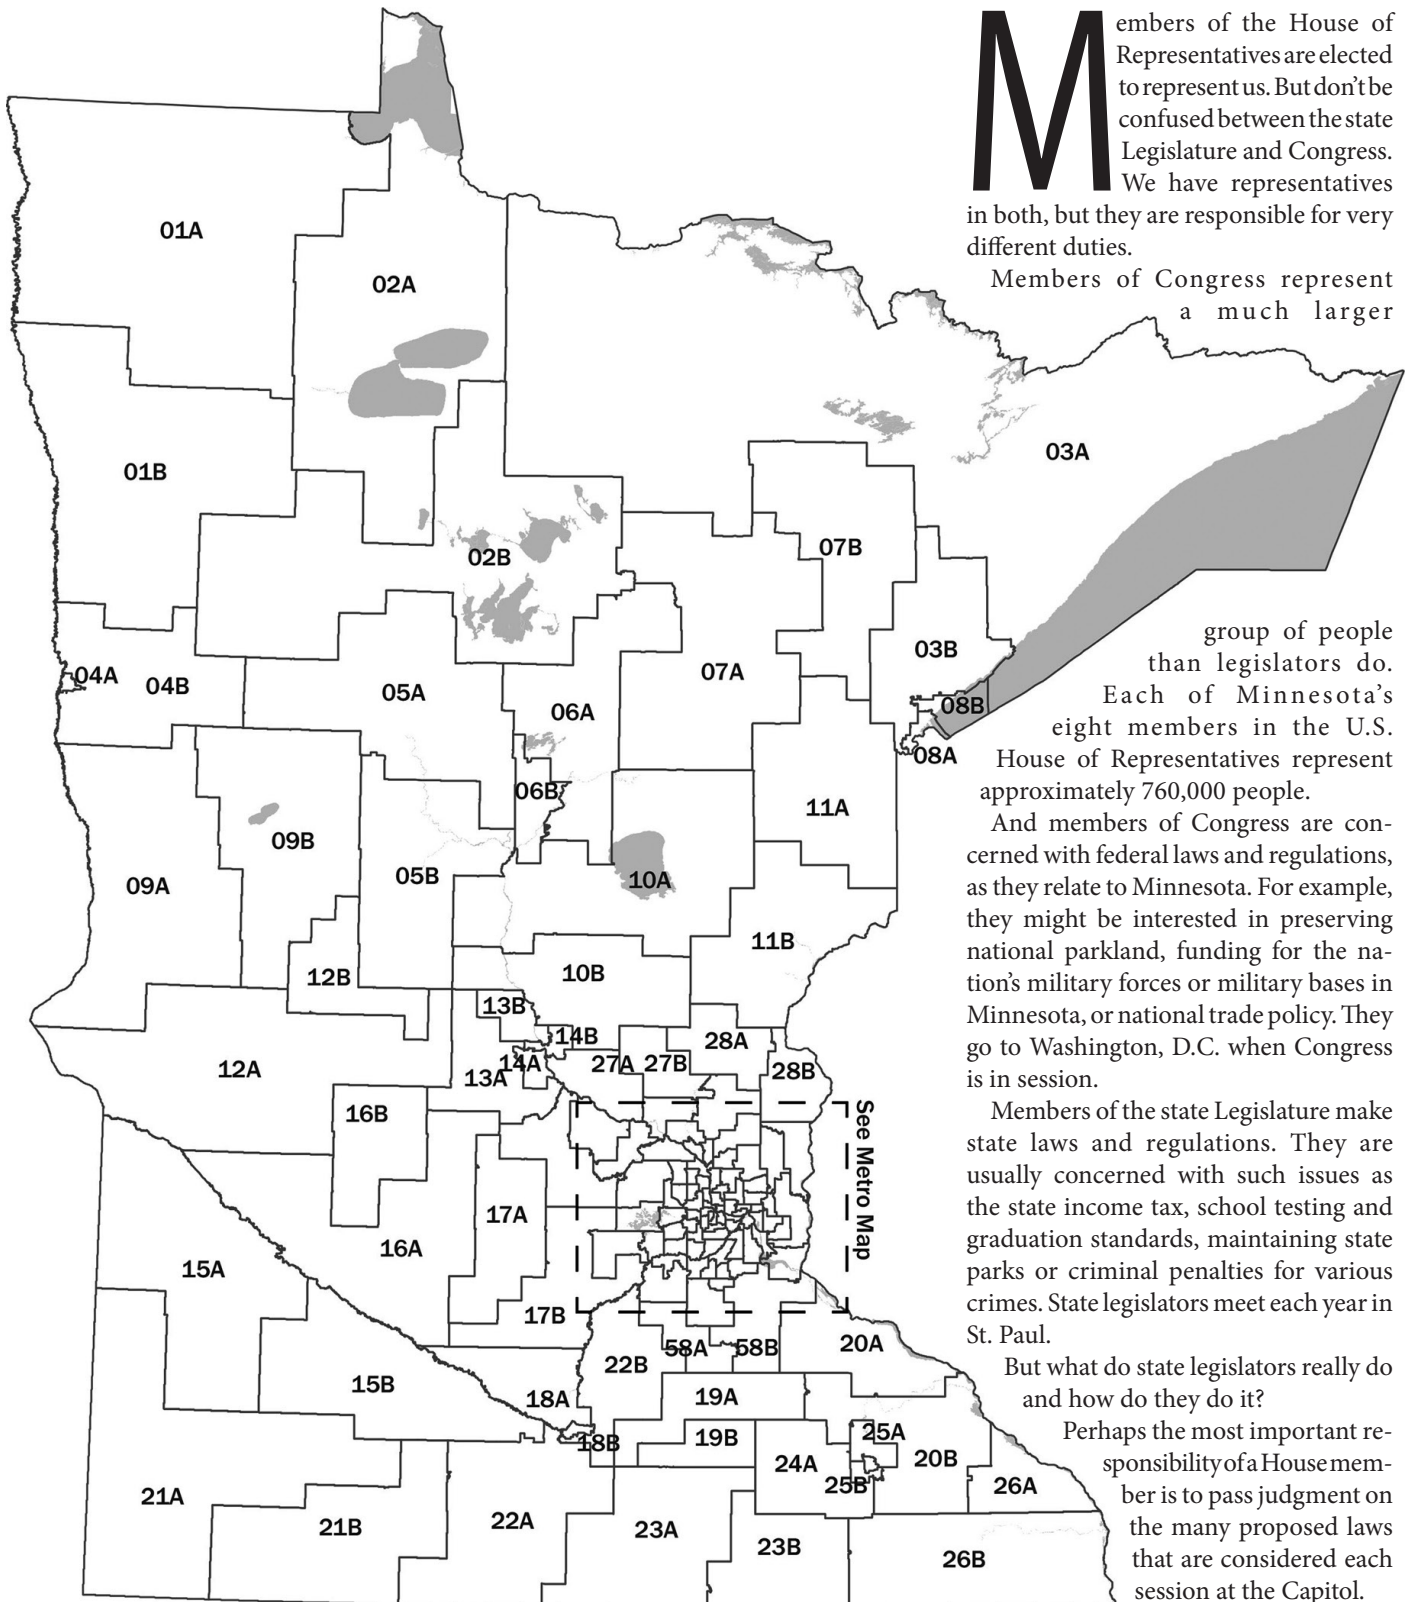 Members of the House of
Representatives are elected
to represent us. But don't be
confused between the state
Legislature and Congress.
We have representatives
in both, but they are responsible for very
different duties.
Members of Congress represent
a much larger
group of people
than legislators do.
Each of Minnesota's
eight members in the U.S.
House of Representatives represent
approximately 760,000 people.
And members of Congress are con-
cerned with federal laws and regulations,
as they relate to Minnesota. For example,
they might be interested in preserving
national parkland, funding for the na-
tion's military forces or military bases in
Minnesota, or national trade policy. They
go to Washington, D.C. when Congress
is in session.
Members of the state Legislature make
state laws and regulations. They are
usually concerned with such issues as
the state income tax, school testing and
graduation standards, maintaining state
parks or criminal penalties for various
crimes. State legislators meet each year in
St. Paul.
But what do state legislators really do
and how do they do it?
Perhaps the most important re-
sponsibility of a House mem-
ber is to pass judgment on
the many proposed laws
that are considered each
session at the Capitol.
01A
02A
03A
01B
07B
02B
03B
04A
04B
05A
07A
06A
08B
08A
06B
11A
09B
05B
10A
09A
11B
10B
12B
13B
14B
28A
14A
27A
27B
12A
13A
28B
16B
See Metro Map
17A
16A
15A
17B
58A
58B
20A
22B
15B
18A
19A
25A
18B
19B
20B
24A
25B
26A
21A
21B
22A
23A
23B
26B